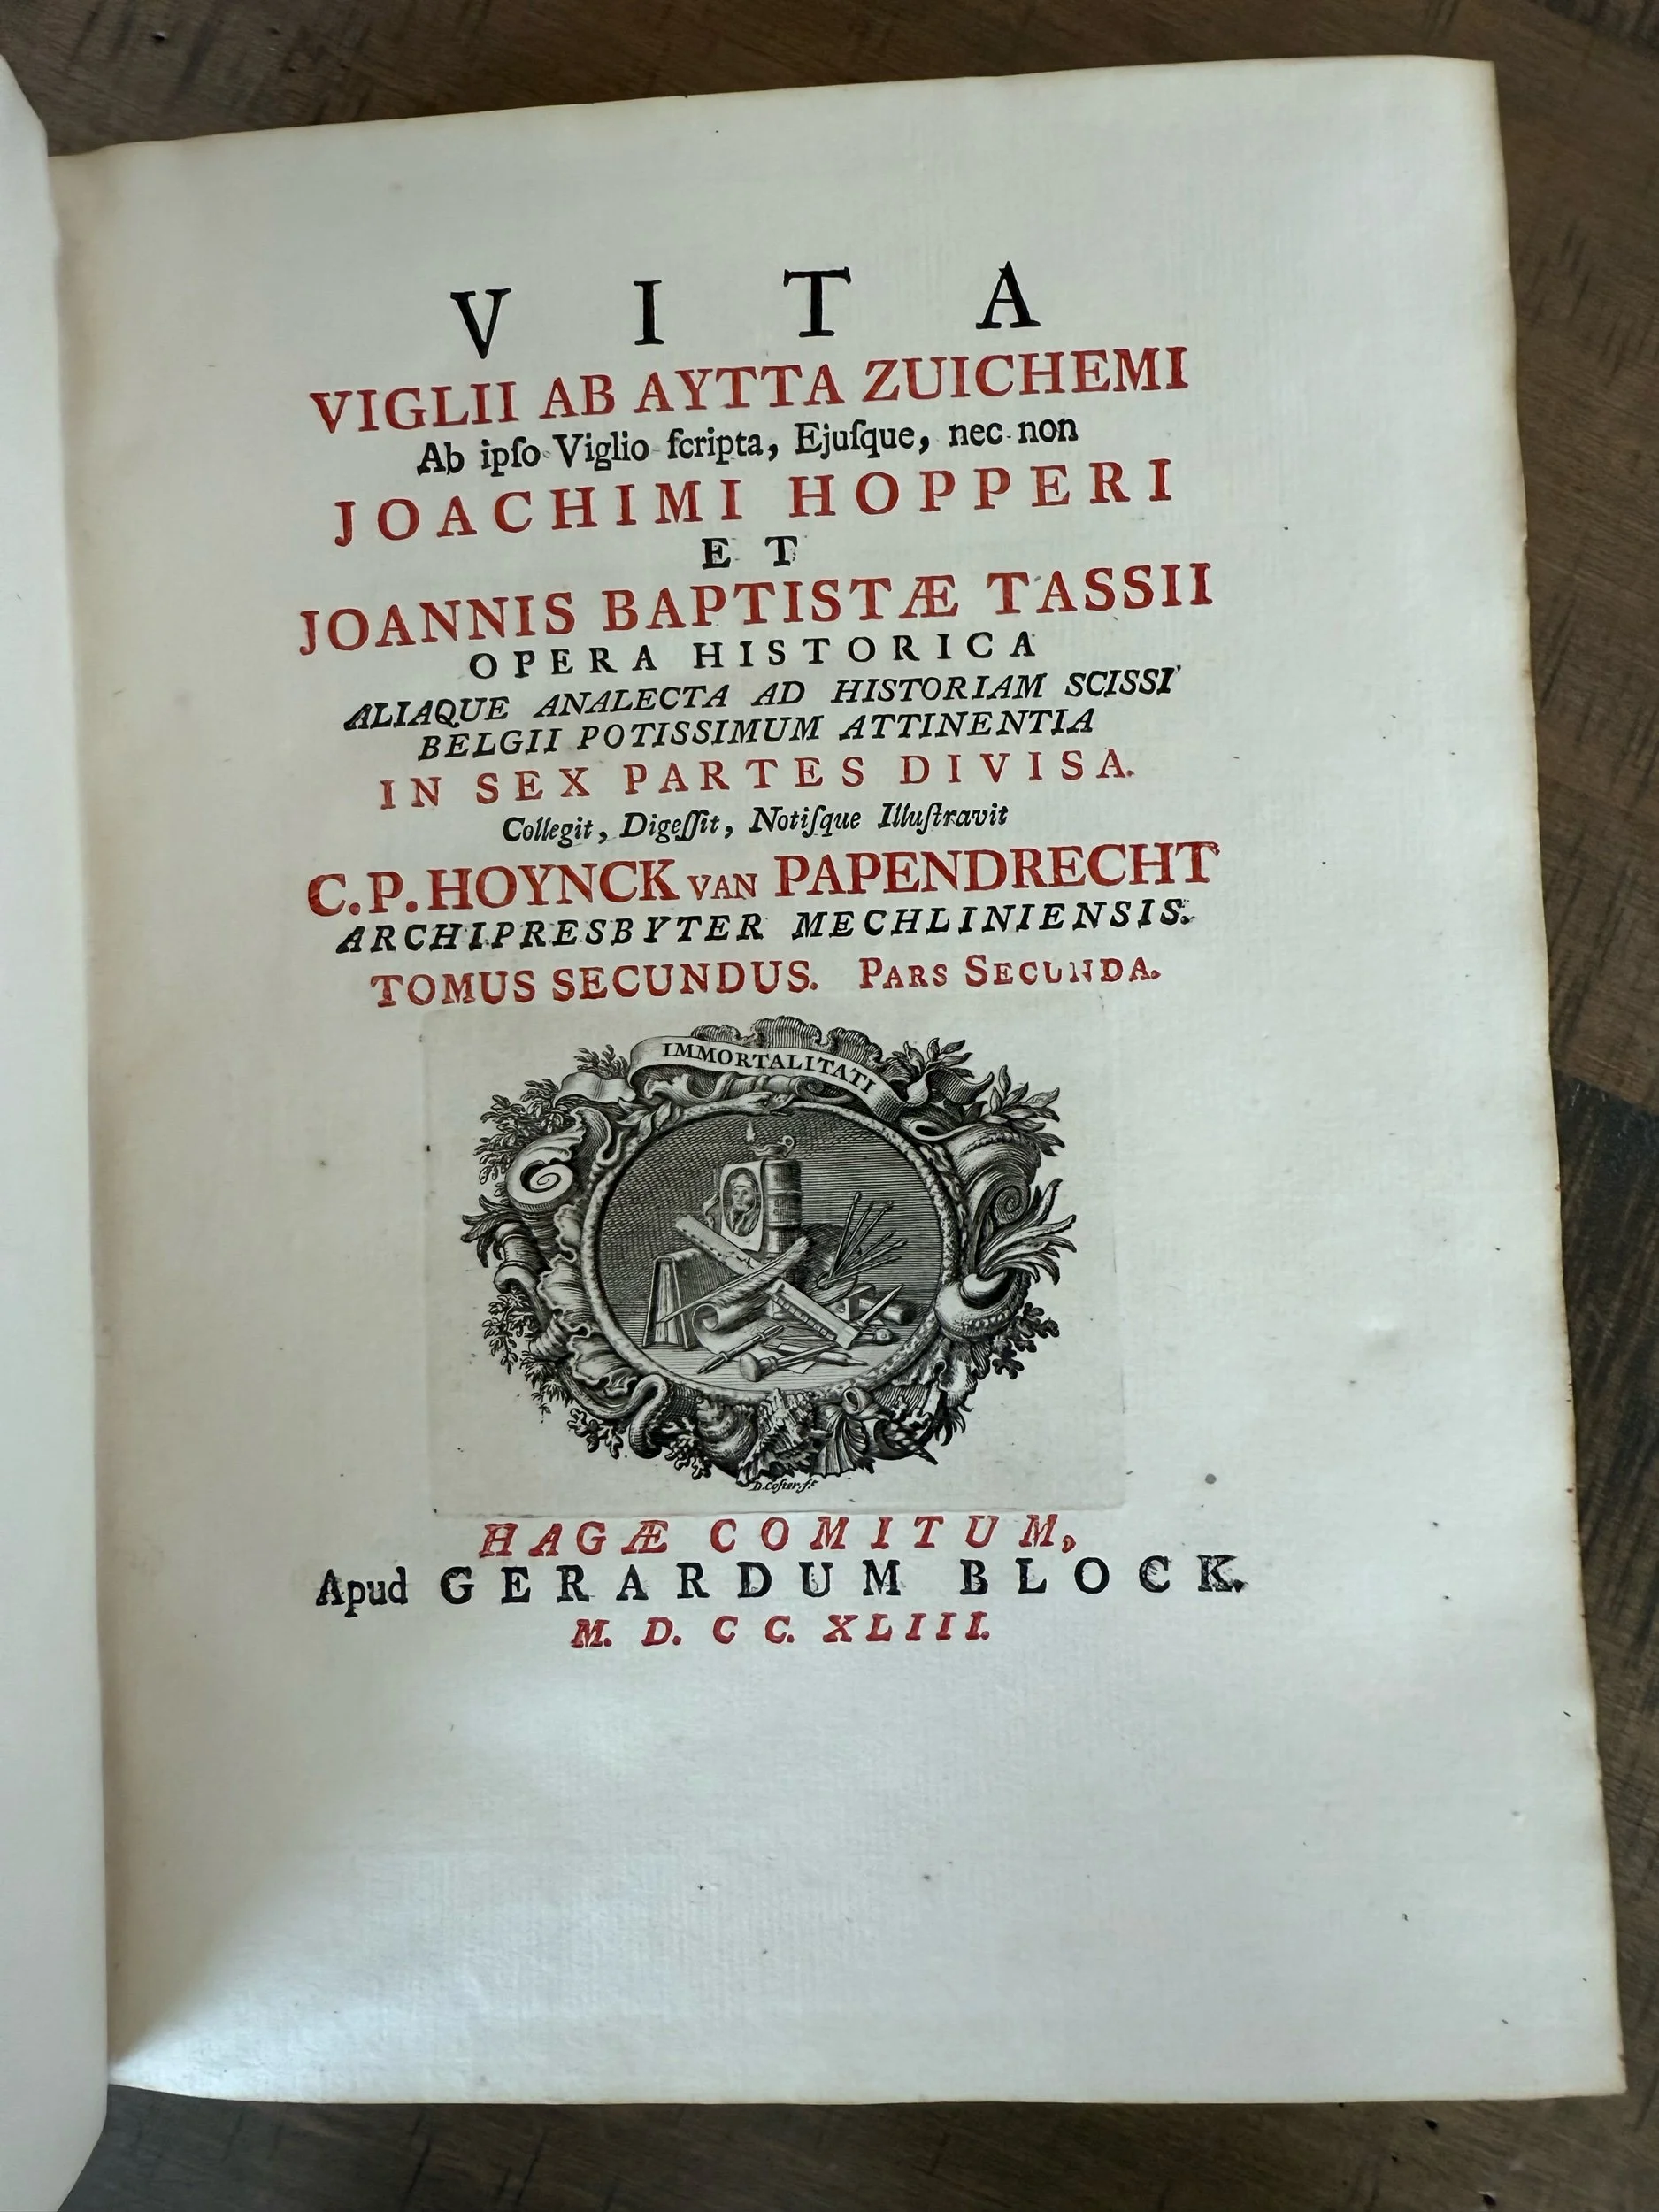 VITA
VIGLII AB AYTTA ZUICHEMI
Ab ipſo Viglio ſcripta, Ejuſque, nec non
JOACHIMI HOPPERI
ET
JOANNIS BAPTISTÆ TASSII
OPERA HISTORICA
ALIAQUE ANALECTA AD HISTORIAM SCISSI
BELGII POTISSIMUM ATTINENTIA
IN SEX PARTES DIVISA.
Collegit, Digeſſit, Notiſque Illuſtravit
C.P. HOYNCK VAN PAPENDRECHT
ARCHIPRESBYTER MECHLINIENSIS.
TOMUS SECUNDUS. PARS SECUNDA.
IMMORTALITATI
D. Coſter. f:t
HAGÆ COMITUM,
Apud GERARDUM BLOCK.
M. D. C C. XLIII.